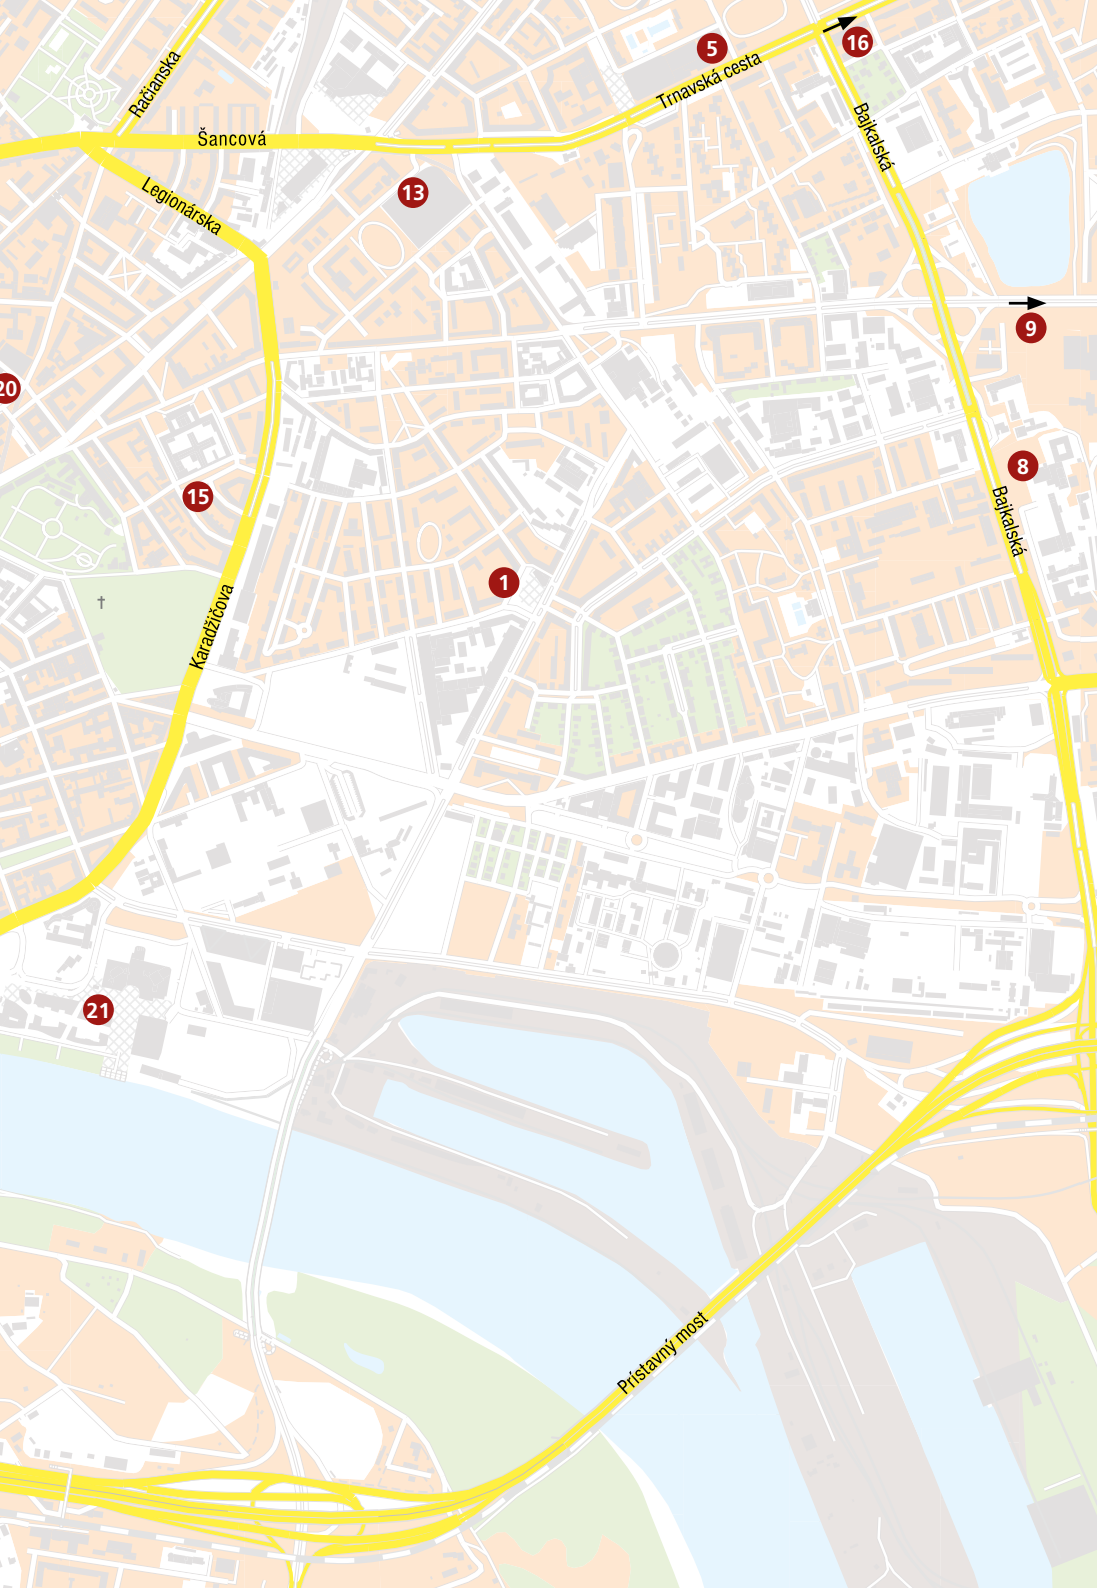 5
16
Račianska
Trnavská cesta
Šancová
Bajkalská
13
Legionárska
9
20
8
15
Bajkalská
1
Karadžičova
21
Prístavný most